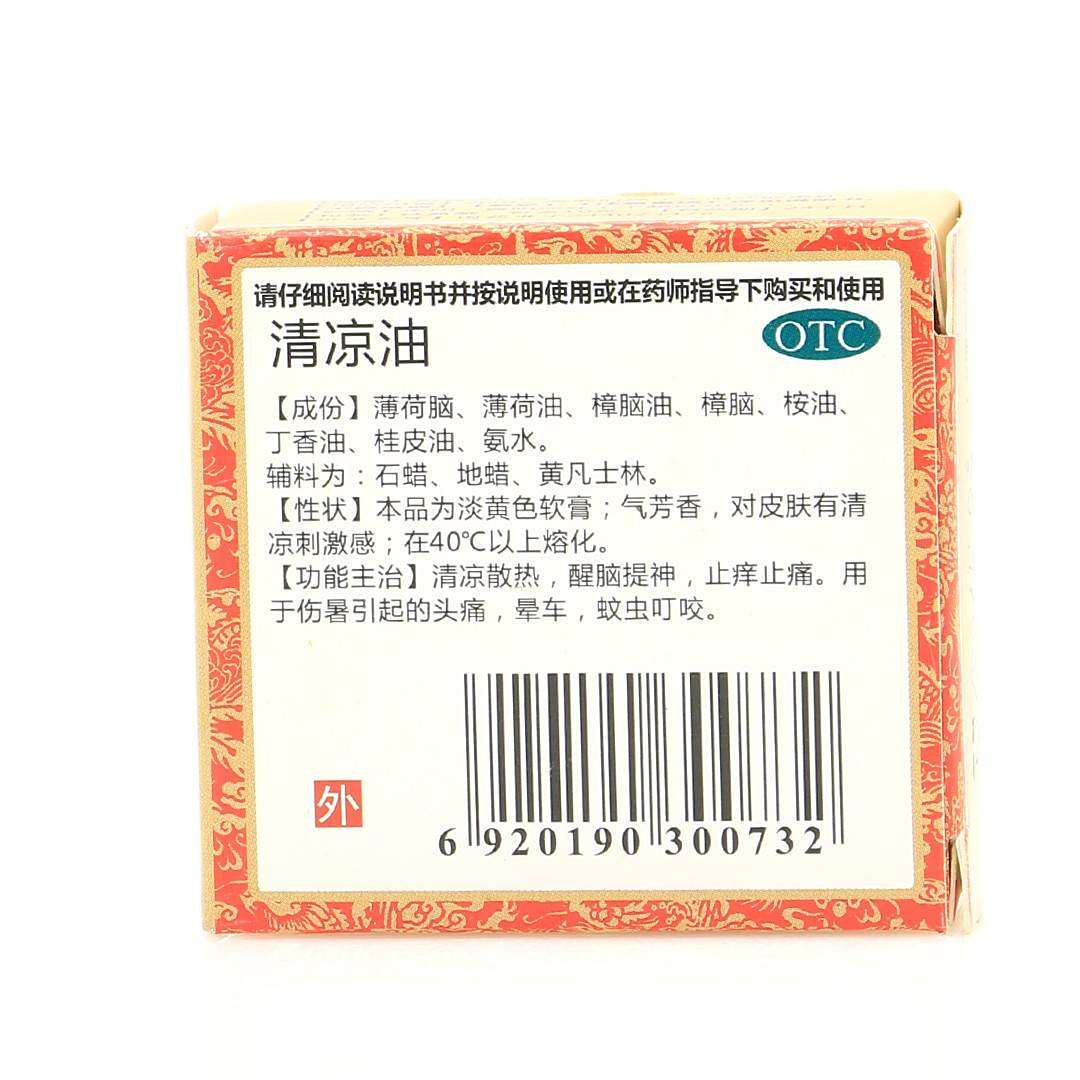 请仔细阅读说明书并按说明使用或在药师指导下购买和使用
清凉油
OTC
【成份】薄荷脑、薄荷油、樟脑油、樟脑、桉油、
丁香油、桂皮油、氨水。
辅料为：石蜡、地蜡、黄凡士林。
【性状】本品为淡黄色软膏；气芳香，对皮肤有清
凉刺激感；在40℃以上熔化。
【功能主治】清凉散热，醒脑提神，止痒止痛。用
于伤暑引起的头痛，晕车，蚊虫叮咬。
外
6 920190 300732